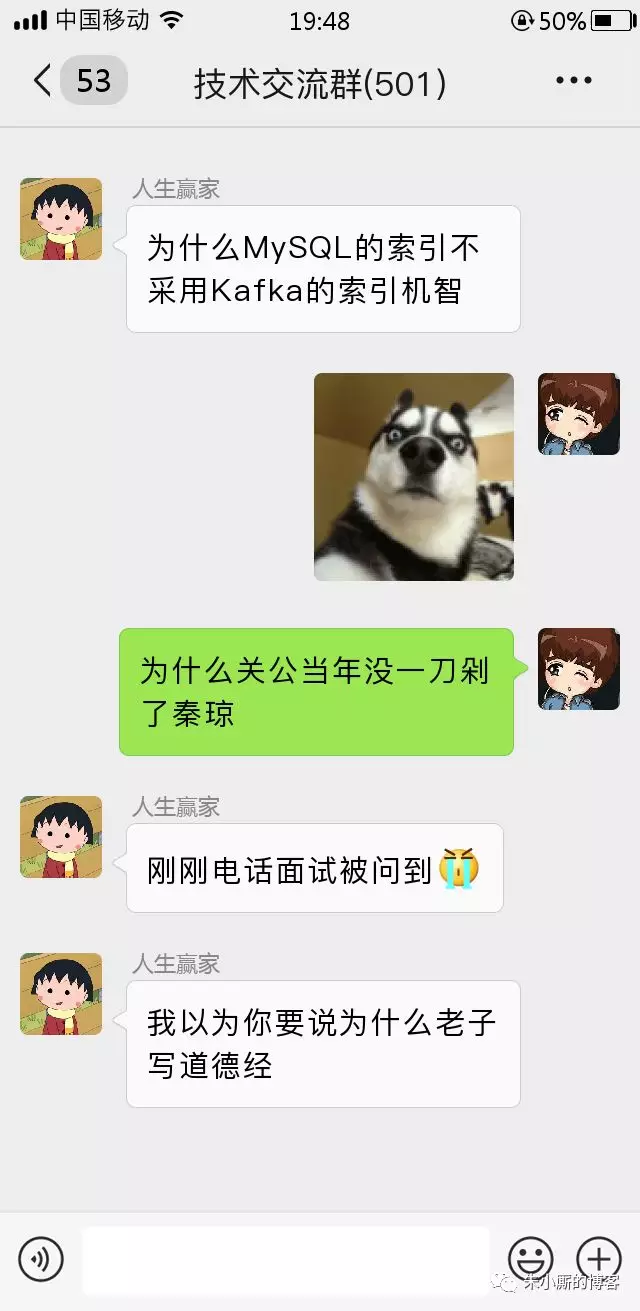 中国移动 19:48 50%
53 技术交流群(501)
人生赢家
为什么MySQL的索引不
采用Kafka的索引机智
为什么关公当年没一刀剁
了秦琼
人生赢家
刚刚电话面试被问到
人生赢家
我以为你要说为什么老子
写道德经
朱小厮的博客